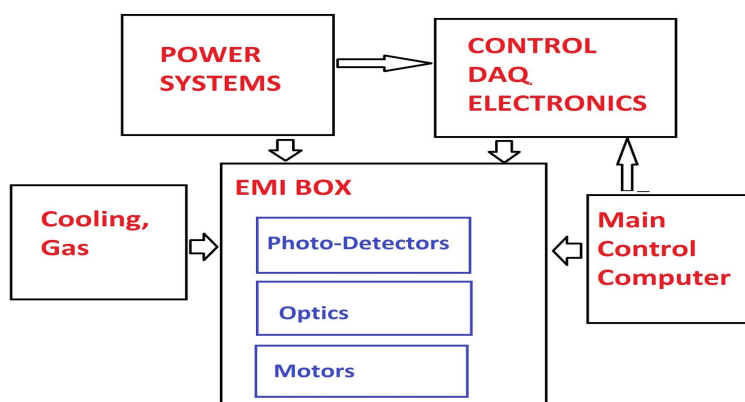 POWER
SYSTEMS
CONTROL
DAQ
ELECTRONICS
EMI BOX
Cooling,
Gas
Photo-Detectors
Optics
Motors
Main
Control
Computer